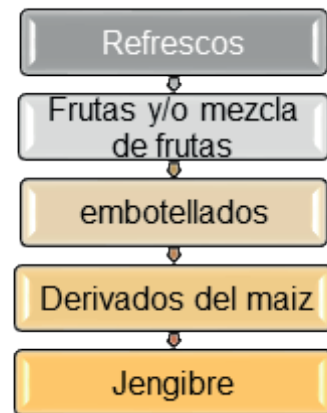 Refrescos
Frutas y/o mezcla
de frutas
embotellados
Derivados del maiz
Jengibre